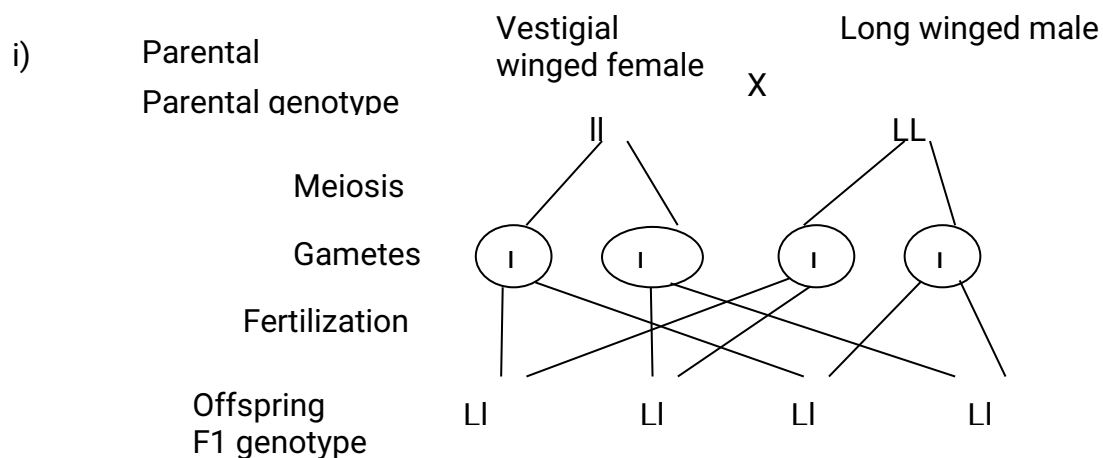 i)
Parental
Vestigial
winged female
X
Long winged male
Parental genotype
ll
LL
Meiosis
Gametes
l
l
l
l
Fertilization
Offspring
F1 genotype
Ll
Ll
Ll
Ll